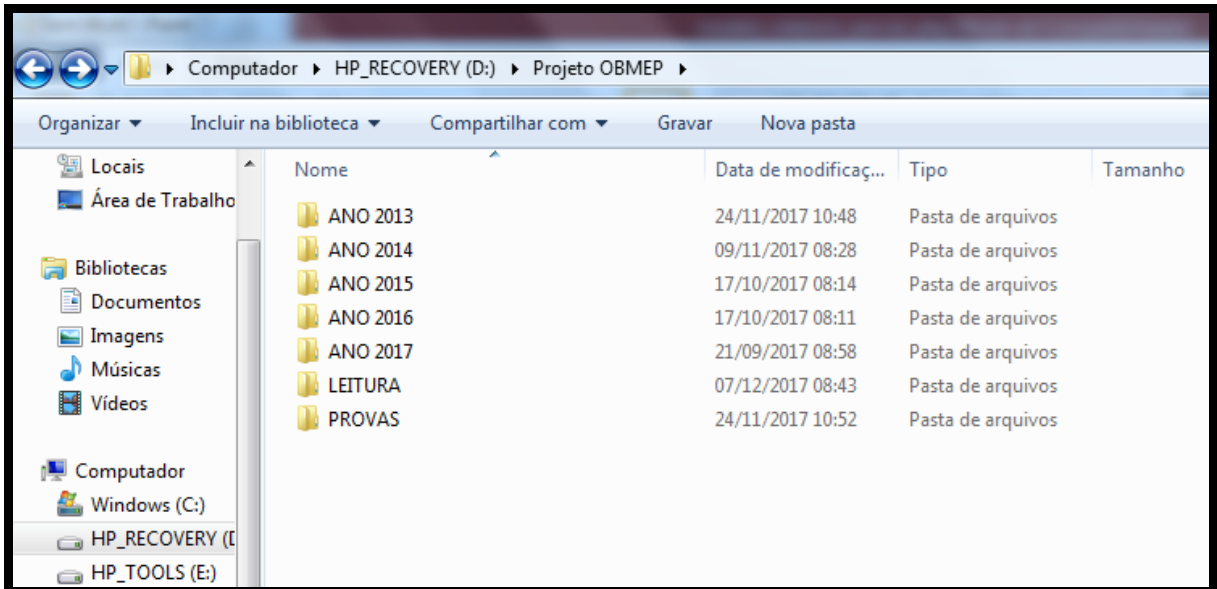 Computador HP_RECOVERY (D:) Projeto OBMEP
Organizar Incluir na biblioteca Compartilhar com Gravar Nova pasta
Locais
Área de Trabalho
Bibliotecas
Documentos
Imagens
Músicas
Vídeos
Computador
Windows (C:)
HP_RECOVERY (D
HP_TOOLS (E:)
Nome Data de modificaç... Tipo Tamanho
ANO 2013 24/11/2017 10:48 Pasta de arquivos
ANO 2014 09/11/2017 08:28 Pasta de arquivos
ANO 2015 17/10/2017 08:14 Pasta de arquivos
ANO 2016 17/10/2017 08:11 Pasta de arquivos
ANO 2017 21/09/2017 08:58 Pasta de arquivos
LEITURA 07/12/2017 08:43 Pasta de arquivos
PROVAS 24/11/2017 10:52 Pasta de arquivos